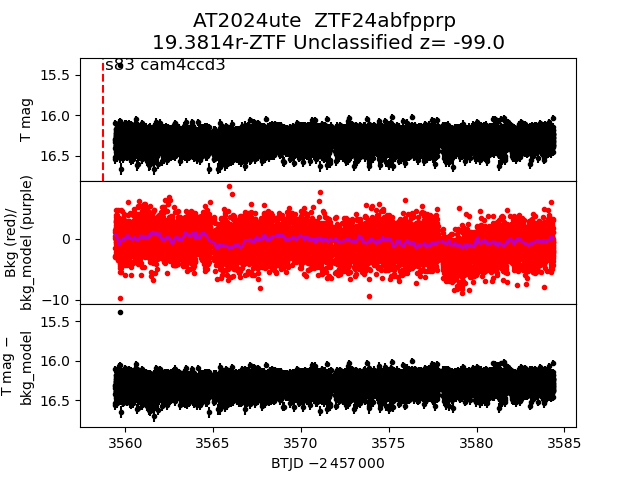 AT2024ute  ZTF24abfpprp
19.3814r-ZTF Unclassified z= -99.0
s83 cam4ccd3
15.5
16.0
16.5
T mag
0
−10
Bkg (red)/
bkg_model (purple)
15.5
16.0
16.5
T mag −
bkg_model
3560
3565
3570
3575
3580
3585
BTJD −2 457 000